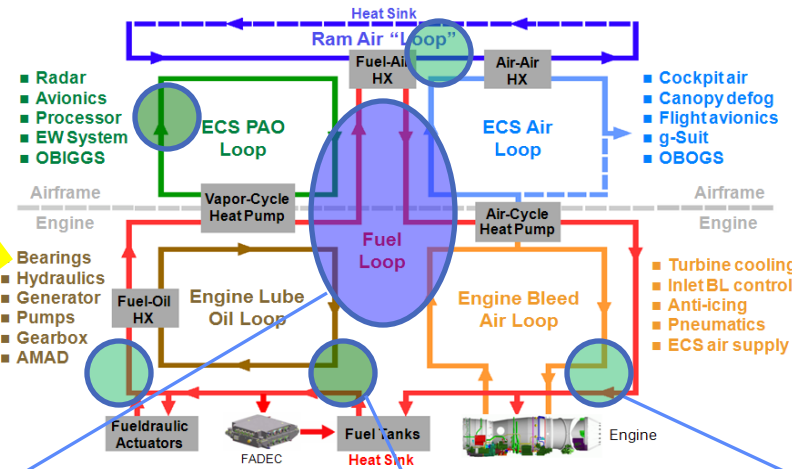 Heat Sink
Ram Air “Loop”
Fuel-Air
HX
Air-Air
HX
■ Radar
■ Avionics
■ Processor
■ EW System
■ OBIGGS
ECS PAO
Loop
ECS Air
Loop
■ Cockpit air
■ Canopy defog
■ Flight avionics
■ g-Suit
■ OBOGS
Airframe
Engine
Airframe
Engine
Vapor-Cycle
Heat Pump
Air-Cycle
Heat Pump
Fuel
Loop
Bearings
■ Hydraulics
■ Generator
■ Pumps
■ Gearbox
■ AMAD
Fuel-Oil
HX
Engine Lube
Oil Loop
Engine Bleed
Air Loop
■ Turbine cooling
■ Inlet BL control
■ Anti-icing
■ Pneumatics
■ ECS air supply
Fueldraulic
Actuators
FADEC
Fuel Tanks
Heat Sink
Engine